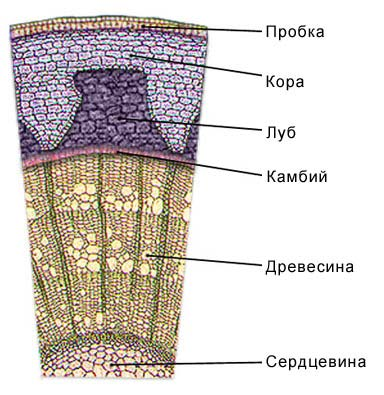 Пробка
Кора
Луб
Камбий
Древесина
Сердцевина